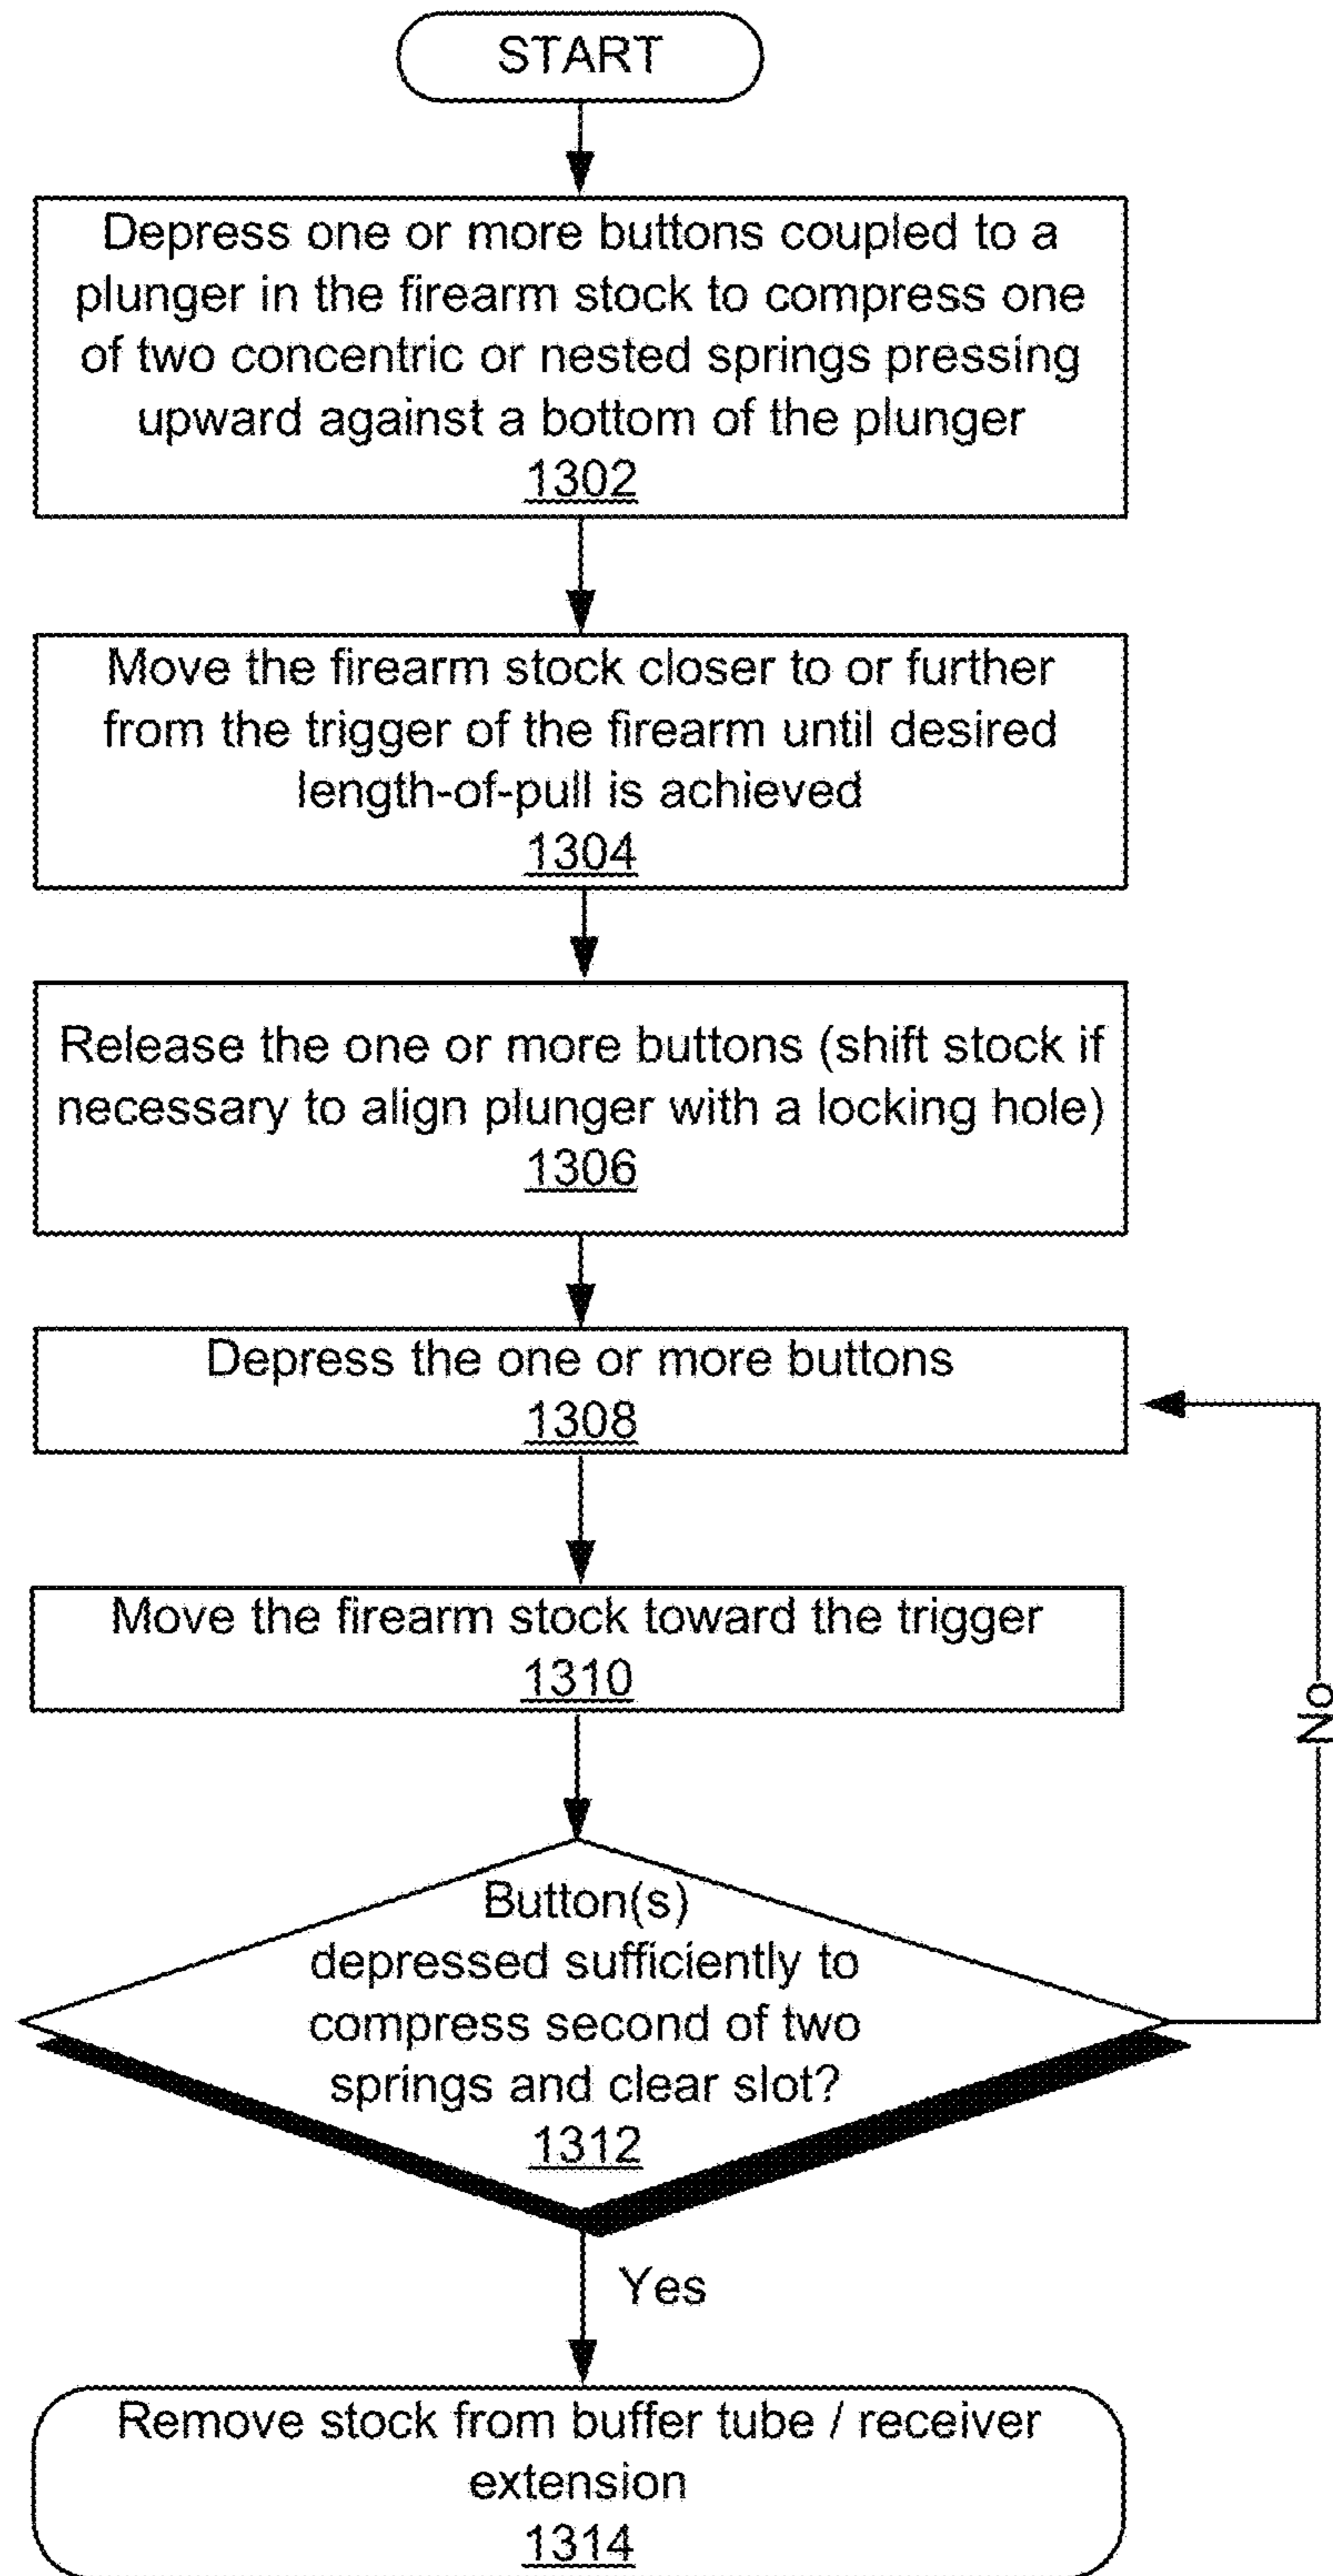 START
Depress one or more buttons coupled to a
plunger in the firearm stock to compress one
of two concentric or nested springs pressing
upward against a bottom of the plunger
1302
Move the firearm stock closer to or further
from the trigger of the firearm until desired
length-of-pull is achieved
1304
Release the one or more buttons (shift stock if
necessary to align plunger with a locking hole)
1306
Depress the one or more buttons
1308
Move the firearm stock toward the trigger
1310
Button(s)
depressed sufficiently to
compress second of two
springs and clear slot?
1312
No
Yes
Remove stock from buffer tube / receiver
extension
1314